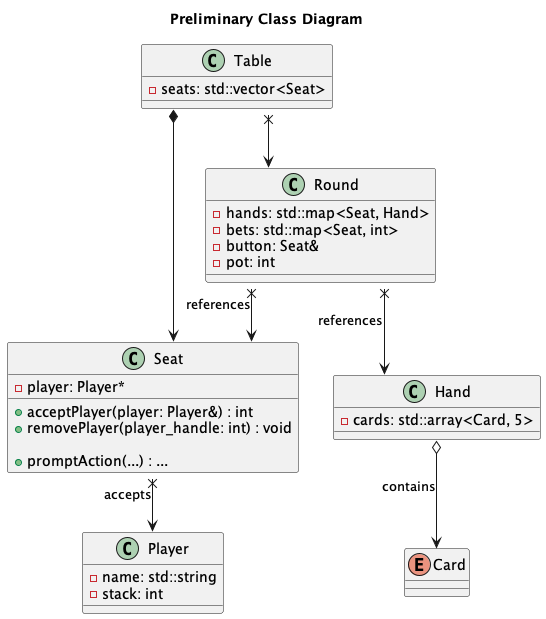 Preliminary Class Diagram
C Table
seats: std::vector<Seat>
C Round
hands: std::map<Seat, Hand>
bets: std::map<Seat, int>
button: Seat&
pot: int
references
references
C Seat
player: Player*
acceptPlayer(player: Player&) : int
removePlayer(player_handle: int) : void
promptAction(...) : ...
C Hand
cards: std::array<Card, 5>
accepts
contains
C Player
name: std::string
stack: int
E Card